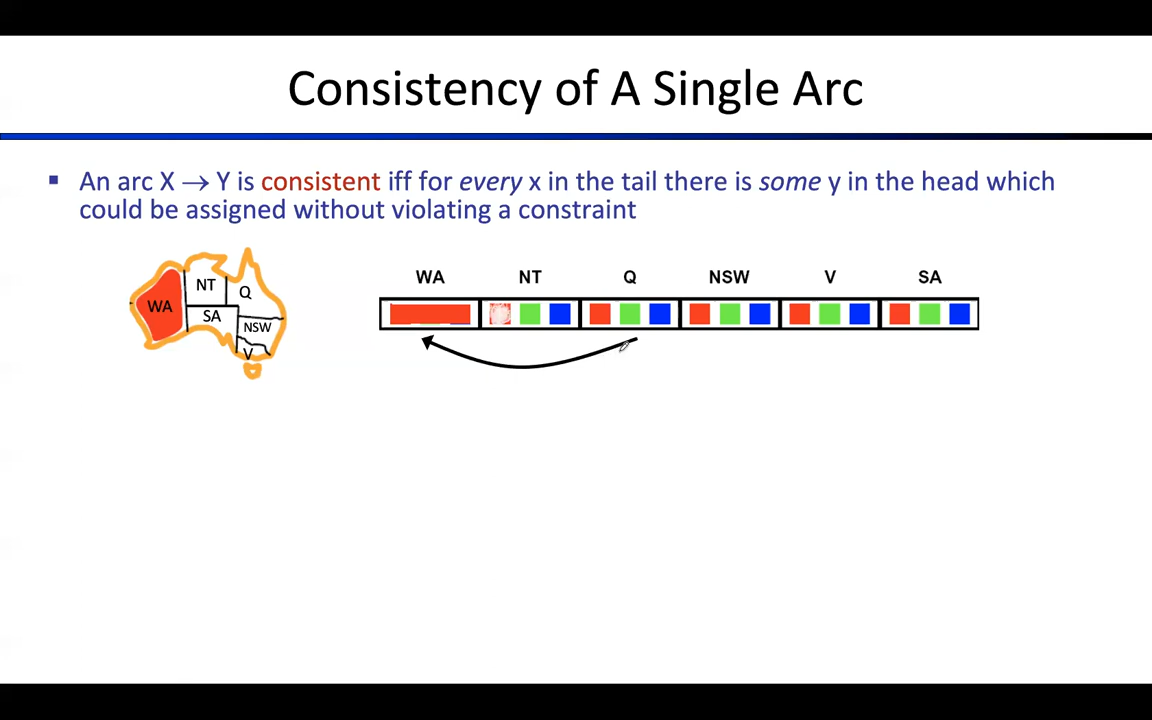 Consistency of A Single Arc
▪ An arc X → Y is consistent iff for every x in the tail there is some y in the head which
could be assigned without violating a constraint
WA NT Q NSW V SA
NT
Q
WA
SA
NSW
V